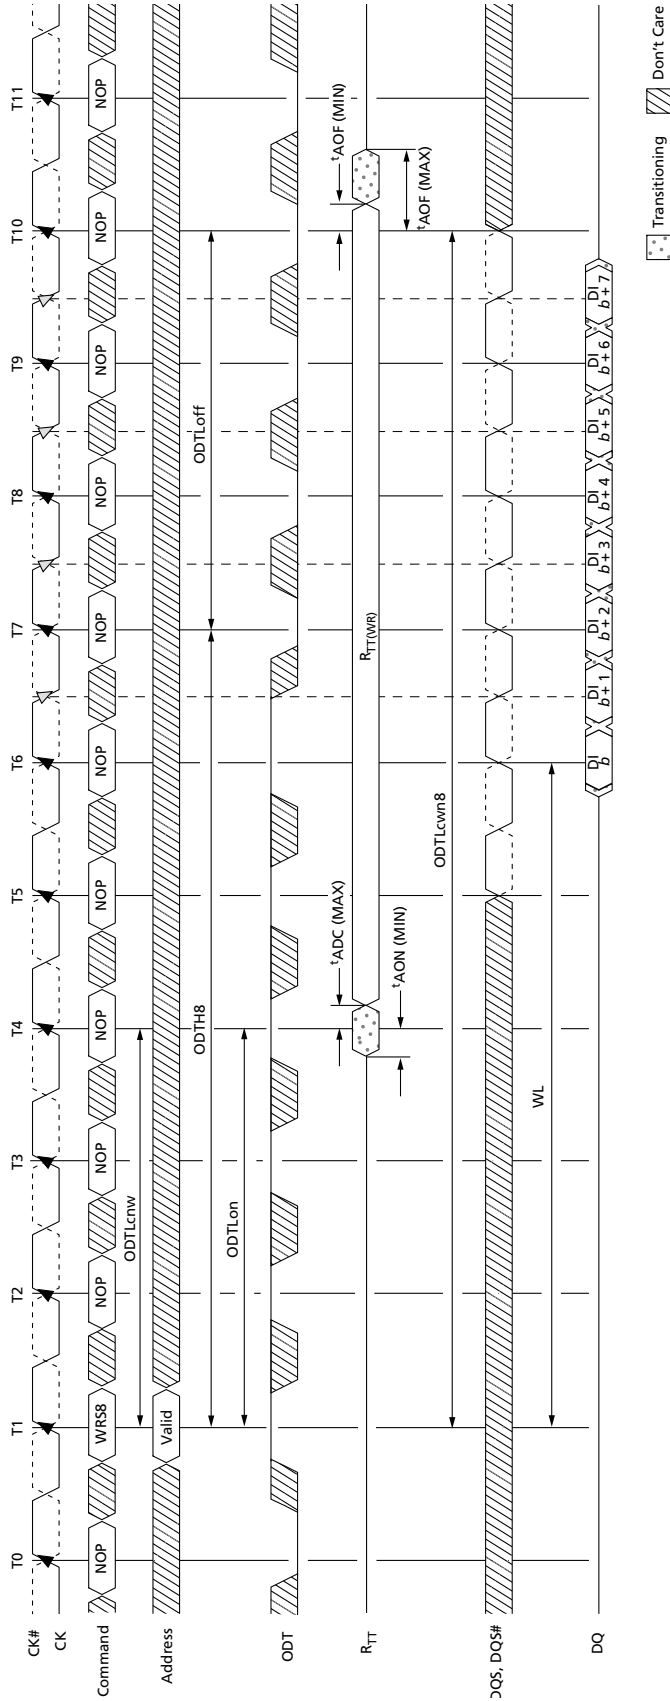 T0 T1 T2 T3 T4 T5 T6 T7 T8 T9 T10 T11
CK#
CK
Command NOP WRS8 NOP NOP NOP NOP NOP NOP NOP NOP NOP NOP
ODTLcnw
Address Valid
ODTH8 ODTLoff
ODTLon
ODT
tADC (MAX) tAOF (MIN)
RTT RTT(WR)
tAON (MIN) tAOF (MAX)
ODTLcwn8
DQS, DQS#
WL
DQ DI b DI b + 1 DI b + 2 DI b + 3 DI b + 4 DI b + 5 DI b + 6 DI b + 7
Transitioning Don't Care